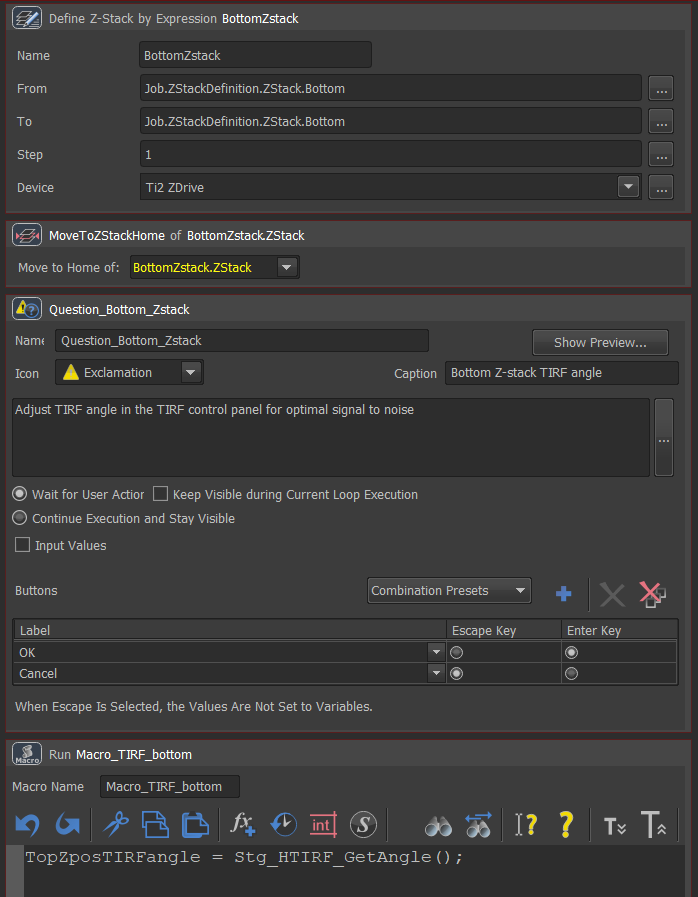 Define Z-Stack by Expression BottomZstack
Name BottomZstack
From Job.ZStackDefinition.ZStack.Bottom ...
To Job.ZStackDefinition.ZStack.Bottom ...
Step 1 ...
Device Ti2 ZDrive ...
MoveToZStackHome of BottomZstack.ZStack
Move to Home of: BottomZstack.ZStack
Question_Bottom_Zstack
Name Question_Bottom_Zstack Show Preview...
Icon Exclamation Caption Bottom Z-stack TIRF angle
Adjust TIRF angle in the TIRF control panel for optimal signal to noise
...
Wait for User Action Keep Visible during Current Loop Execution
Continue Execution and Stay Visible
Input Values
Buttons Combination Presets
Label Escape Key Enter Key
OK
Cancel
When Escape Is Selected, the Values Are Not Set to Variables.
Macro Run Macro_TIRF_bottom
Macro Name Macro_TIRF_bottom
fx int S ? ? T T
TopZposTIRFangle = Stg_HTIRF_GetAngle();